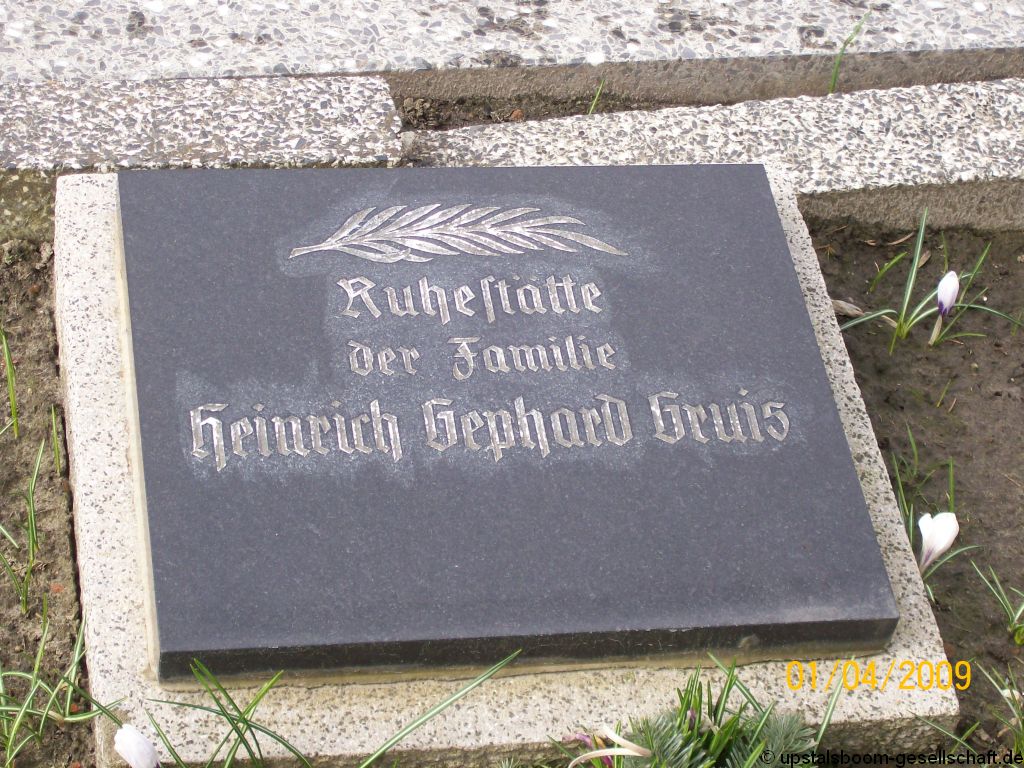 Ruheſtätte
der Familie
Heinrich Gephard Gruis
01/04/2009
© upstalsboom-gesellschaft.de